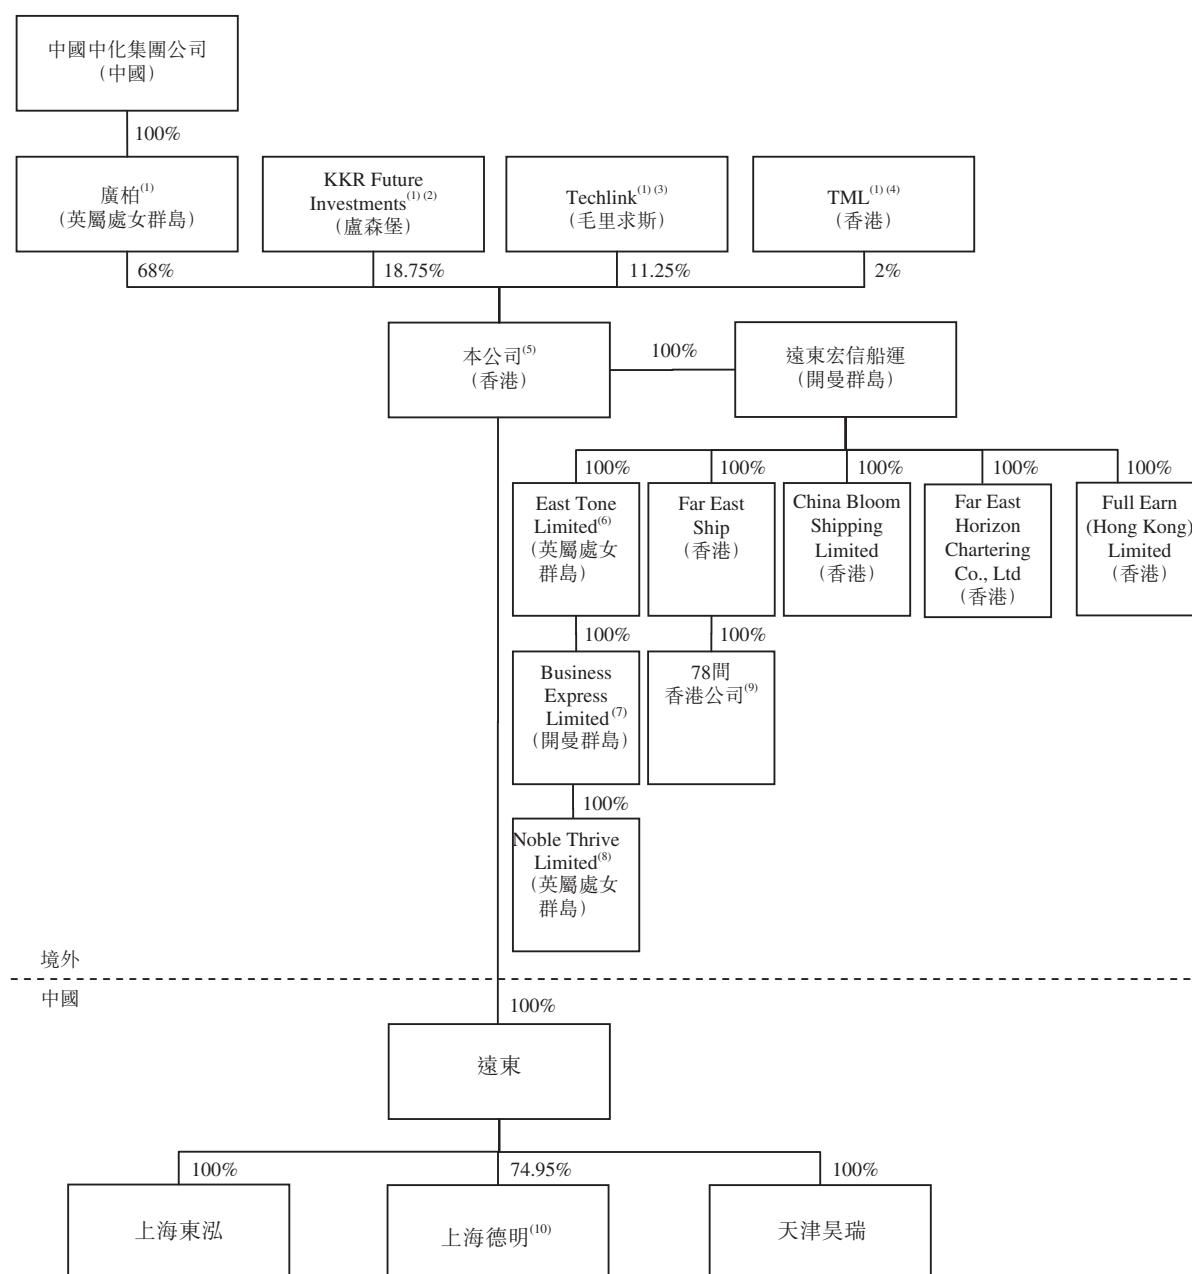 中國中化集團公司
（中國）
100%
廣柏(1)
（英屬處女群島）
KKR Future
Investments(1) (2)
（盧森堡）
Techlink(1) (3)
（毛里求斯）
TML(1) (4)
（香港）
68%
18.75%
11.25%
2%
本公司(5)
（香港）
100%
遠東宏信船運
（開曼群島）
100%
100%
100%
100%
100%
East Tone
Limited(6)
（英屬處女
群島）
Far East
Ship
（香港）
China Bloom
Shipping
Limited
（香港）
Far East
Horizon
Chartering
Co., Ltd
（香港）
Full Earn
(Hong Kong)
Limited
（香港）
100%
100%
Business
Express
Limited(7)
（開曼群島）
78間
香港公司(9)
100%
Noble Thrive
Limited(8)
（英屬處女
群島）
境外
中國
100%
遠東
100%
74.95%
100%
上海東泓
上海德明(10)
天津昊瑞